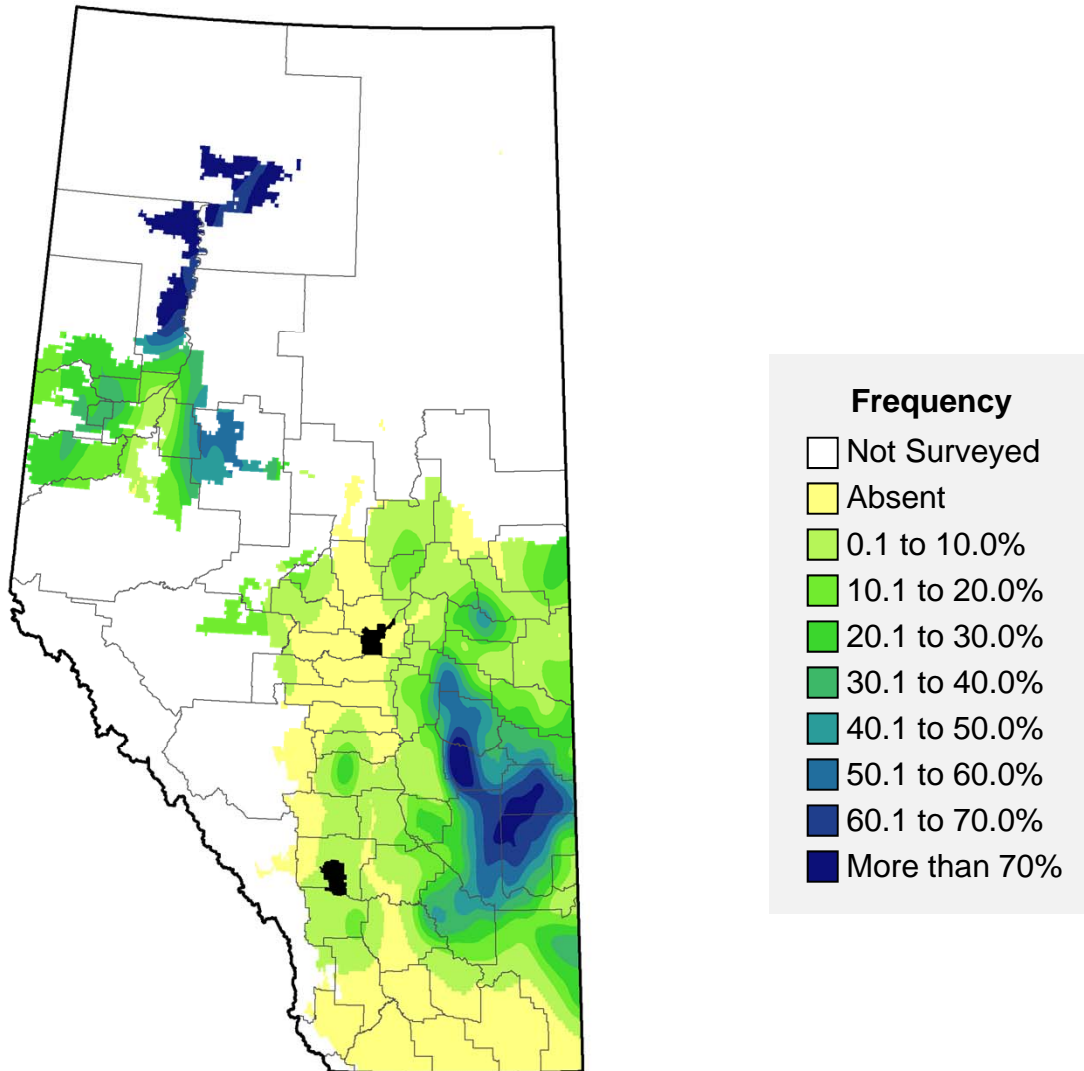 Frequency
Not Surveyed
Absent
0.1 to 10.0%
10.1 to 20.0%
20.1 to 30.0%
30.1 to 40.0%
40.1 to 50.0%
50.1 to 60.0%
60.1 to 70.0%
More than 70%